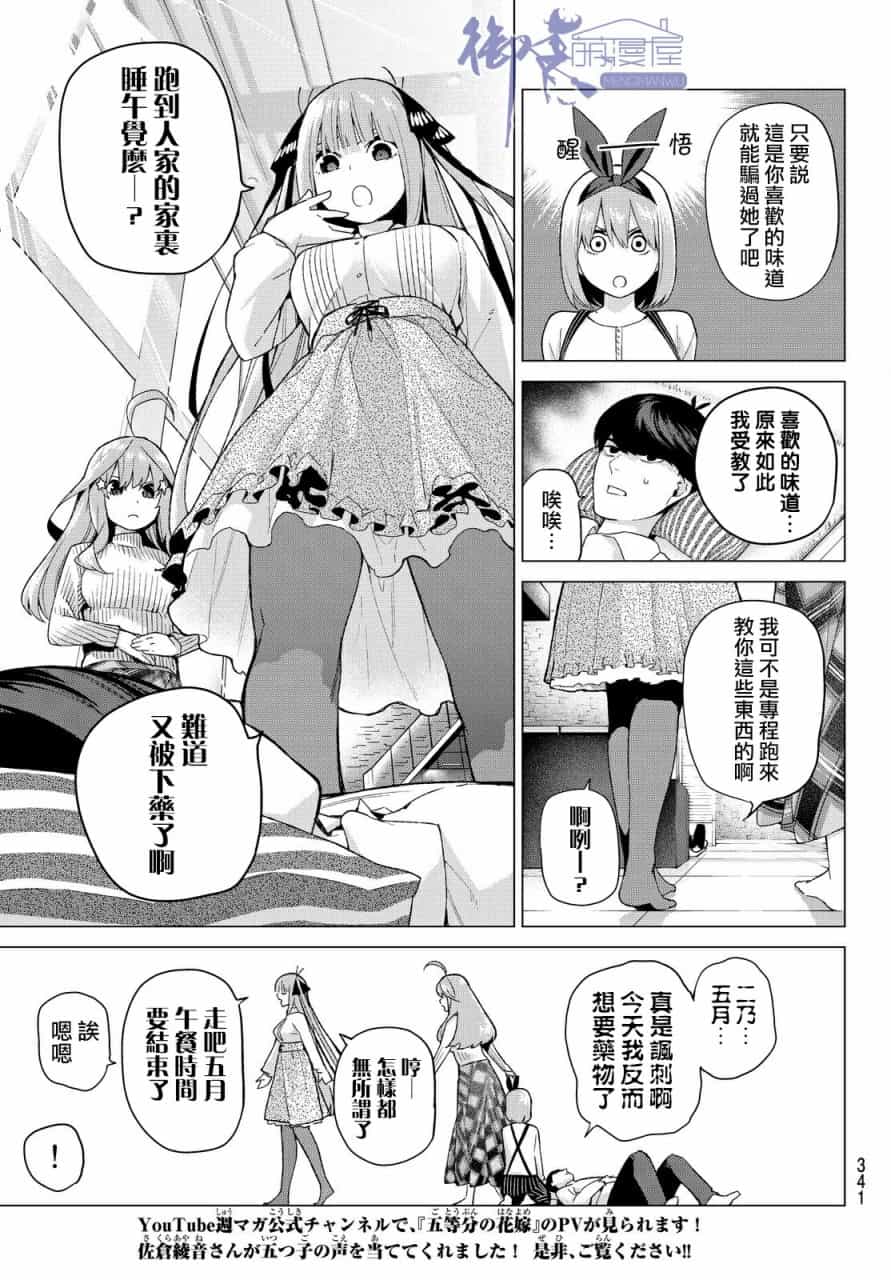 御宅萌漫屋
MENGMANWU
只要說
這是你喜歡的味道
就能騙過她了吧
醒——悟
喜歡的味道…
原來如此
我受教了
唉唉…
我可不是專程跑來
教你這些東西的啊
啊咧ー?
跑到人家的家裏
睡午覺麼—?
難道
又被下藥了啊
二乃…
五月…
真是諷刺啊
今天我反而
想要藥物了
哼—
怎樣都
無所謂了
走吧五月
午餐時間
要結束了
誒
嗯嗯
!
341
YouTube週マガ公式チャンネルで、『五等分の花嫁』のPVが見られます!
佐倉綾音さんが五つ子の声を当ててくれました! 是非、ご覧ください!!